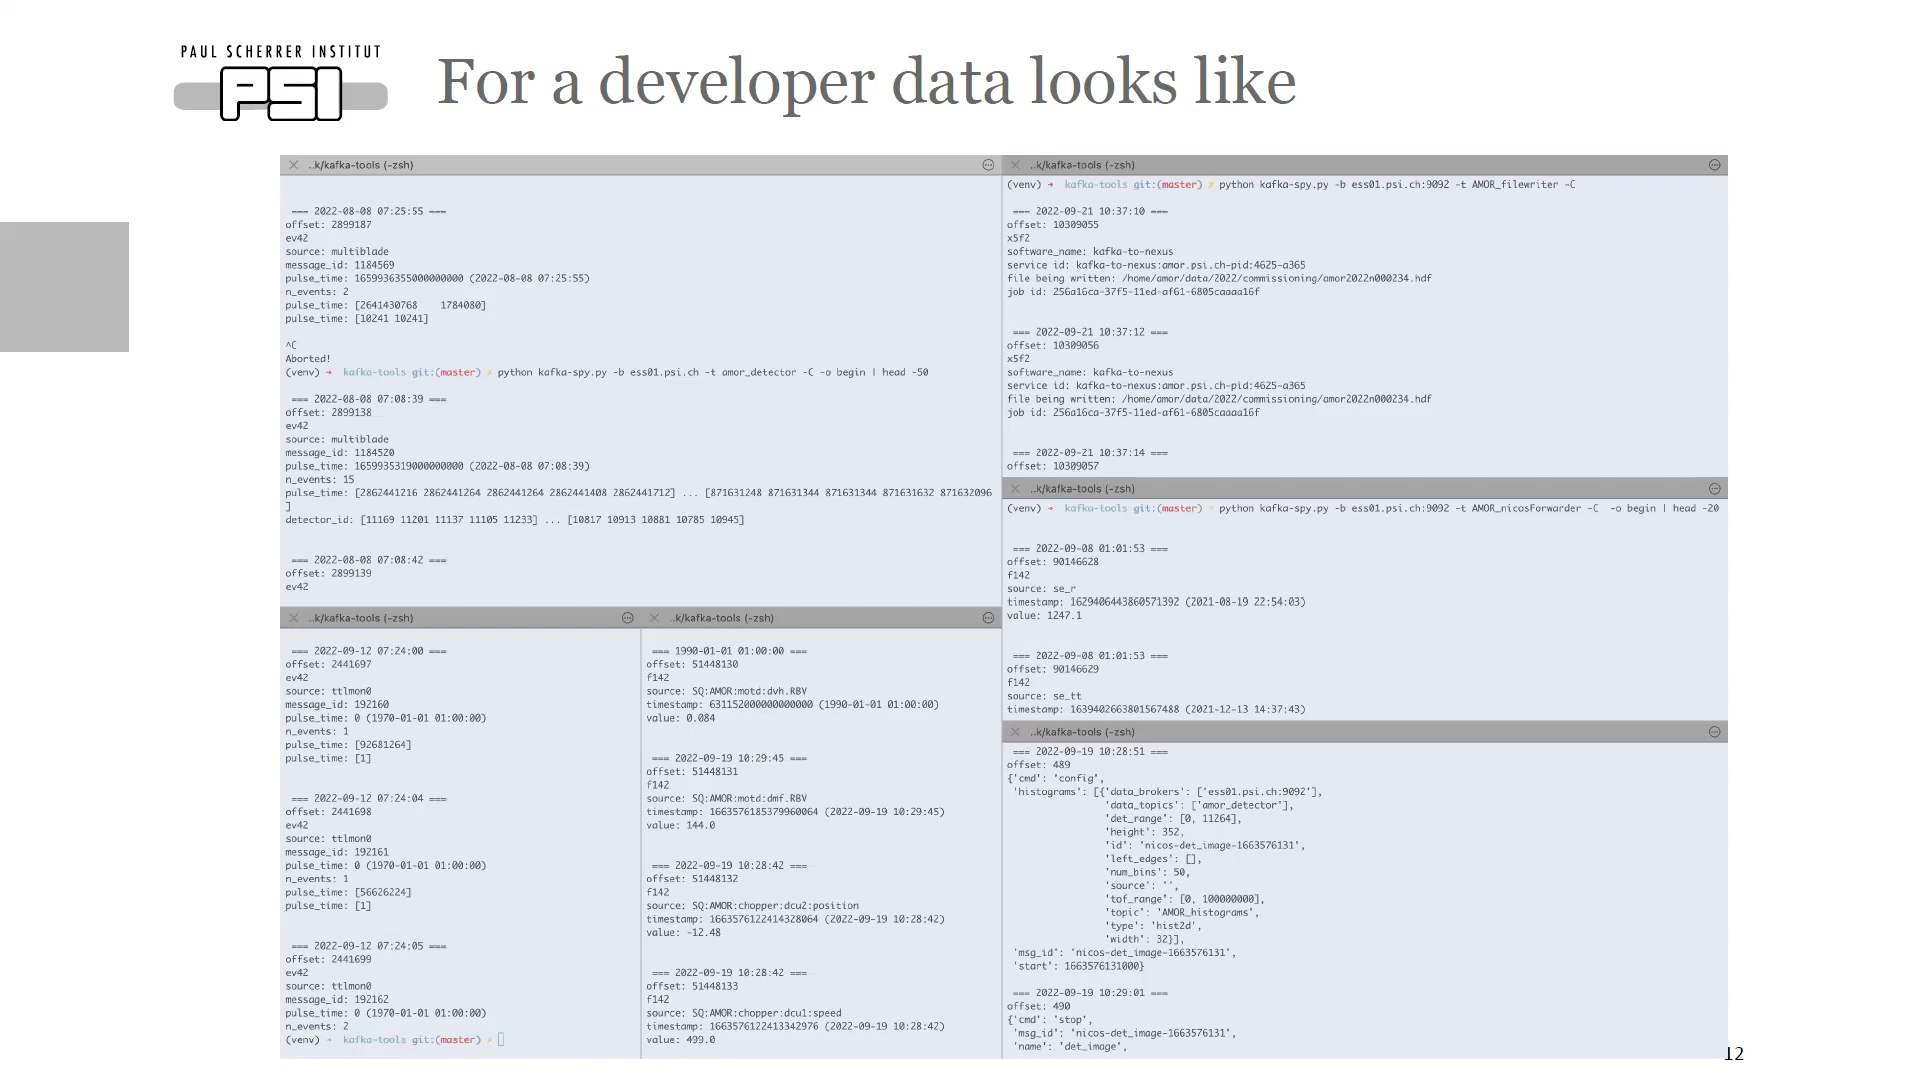 PAUL SCHERRER INSTITUT
PSI
For a developer data looks like
..k/kafka-tools (-zsh)
=== 2022-08-08 07:25:55 ===
offset: 2899187
ev42
source: multiblade
message_id: 1184569
pulse_time: 1659936355000000000 (2022-08-08 07:25:55)
n_events: 2
pulse_time: [2641430768    1784080]
pulse_time: [10241 10241]
^C
Aborted!
(venv) → kafka-tools git:(master) ✗ python kafka-spy.py -b ess01.psi.ch -t amor_detector -C -o begin | head -50
=== 2022-08-08 07:08:39 ===
offset: 2899138
ev42
source: multiblade
message_id: 1184520
pulse_time: 1659935319000000000 (2022-08-08 07:08:39)
n_events: 15
pulse_time: [2862441216 2862441264 2862441264 2862441408 2862441712] ... [871631248 871631344 871631344 871631632 871632096
]
detector_id: [11169 11201 11137 11105 11233] ... [10817 10913 10881 10785 10945]
=== 2022-08-08 07:08:42 ===
offset: 2899139
ev42
..k/kafka-tools (-zsh)
=== 2022-09-12 07:24:00 ===
offset: 2441697
ev42
source: ttlmon0
message_id: 192160
pulse_time: 0 (1970-01-01 01:00:00)
n_events: 1
pulse_time: [92681264]
pulse_time: [1]
=== 2022-09-12 07:24:04 ===
offset: 2441698
ev42
source: ttlmon0
message_id: 192161
pulse_time: 0 (1970-01-01 01:00:00)
n_events: 1
pulse_time: [56626224]
pulse_time: [1]
=== 2022-09-12 07:24:05 ===
offset: 2441699
ev42
source: ttlmon0
message_id: 192162
pulse_time: 0 (1970-01-01 01:00:00)
n_events: 2
(venv) → kafka-tools git:(master) ✗
..k/kafka-tools (-zsh)
=== 1990-01-01 01:00:00 ===
offset: 51448130
f142
source: SQ:AMOR:motd:dvh.RBV
timestamp: 631152000000000000 (1990-01-01 01:00:00)
value: 0.084
=== 2022-09-19 10:29:45 ===
offset: 51448131
f142
source: SQ:AMOR:motd:dmf.RBV
timestamp: 1663576185379960064 (2022-09-19 10:29:45)
value: 144.0
=== 2022-09-19 10:28:42 ===
offset: 51448132
f142
source: SQ:AMOR:chopper:dcu2:position
timestamp: 1663576122414328064 (2022-09-19 10:28:42)
value: -12.48
=== 2022-09-19 10:28:42 ===
offset: 51448133
f142
source: SQ:AMOR:chopper:dcu1:speed
timestamp: 1663576122413342976 (2022-09-19 10:28:42)
value: 499.0
..k/kafka-tools (-zsh)
(venv) → kafka-tools git:(master) ✗ python kafka-spy.py -b ess01.psi.ch:9092 -t AMOR_filewriter -C
=== 2022-09-21 10:37:10 ===
offset: 10309055
x5f2
software_name: kafka-to-nexus
service id: kafka-to-nexus:amor.psi.ch-pid:4625-a365
file being written: /home/amor/data/2022/commissioning/amor2022n000234.hdf
job id: 256a16ca-37f5-11ed-af61-6805caaaa16f
=== 2022-09-21 10:37:12 ===
offset: 10309056
x5f2
software_name: kafka-to-nexus
service id: kafka-to-nexus:amor.psi.ch-pid:4625-a365
file being written: /home/amor/data/2022/commissioning/amor2022n000234.hdf
job id: 256a16ca-37f5-11ed-af61-6805caaaa16f
=== 2022-09-21 10:37:14 ===
offset: 10309057
..k/kafka-tools (-zsh)
(venv) → kafka-tools git:(master) ✗ python kafka-spy.py -b ess01.psi.ch:9092 -t AMOR_nicosForwarder -C  -o begin | head -20
=== 2022-09-08 01:01:53 ===
offset: 90146628
f142
source: se_r
timestamp: 1629406443860571392 (2021-08-19 22:54:03)
value: 1247.1
=== 2022-09-08 01:01:53 ===
offset: 90146629
f142
source: se_tt
timestamp: 1639402663801567488 (2021-12-13 14:37:43)
..k/kafka-tools (-zsh)
=== 2022-09-19 10:28:51 ===
offset: 489
{'cmd': 'config',
'histograms': [{'data_brokers': ['ess01.psi.ch:9092'],
'data_topics': ['amor_detector'],
'det_range': [0, 11264],
'height': 352,
'id': 'nicos-det_image-1663576131',
'left_edges': [],
'num_bins': 50,
'source': '',
'tof_range': [0, 100000000],
'topic': 'AMOR_histograms',
'type': 'hist2d',
'width': 32}],
'msg_id': 'nicos-det_image-1663576131',
'start': 1663576131000}
=== 2022-09-19 10:29:01 ===
offset: 490
{'cmd': 'stop',
'msg_id': 'nicos-det_image-1663576131',
'name': 'det_image',
12